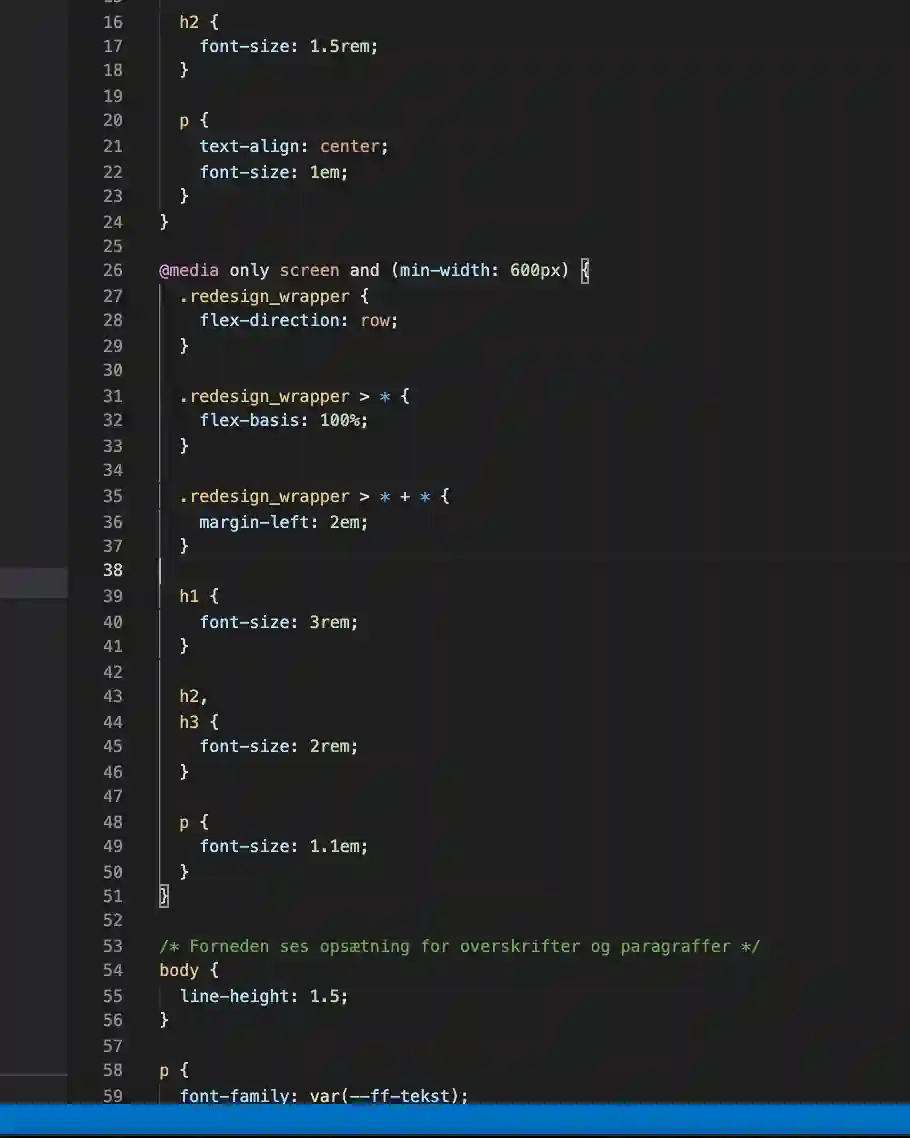 16 h2 {
17 font-size: 1.5rem;
18 }
19
20 p {
21 text-align: center;
22 font-size: 1em;
23 }
24 }
25
26 @media only screen and (min-width: 600px) {
27 .redesign_wrapper {
28 flex-direction: row;
29 }
30
31 .redesign_wrapper > * {
32 flex-basis: 100%;
33 }
34
35 .redesign_wrapper > * + * {
36 margin-left: 2em;
37 }
38
39 h1 {
40 font-size: 3rem;
41 }
42
43 h2,
44 h3 {
45 font-size: 2rem;
46 }
47
48 p {
49 font-size: 1.1em;
50 }
51 }
52
53 /* Forneden ses opsætning for overskrifter og paragraffer */
54 body {
55 line-height: 1.5;
56 }
57
58 p {
59 font-family: var(--ff-tekst);